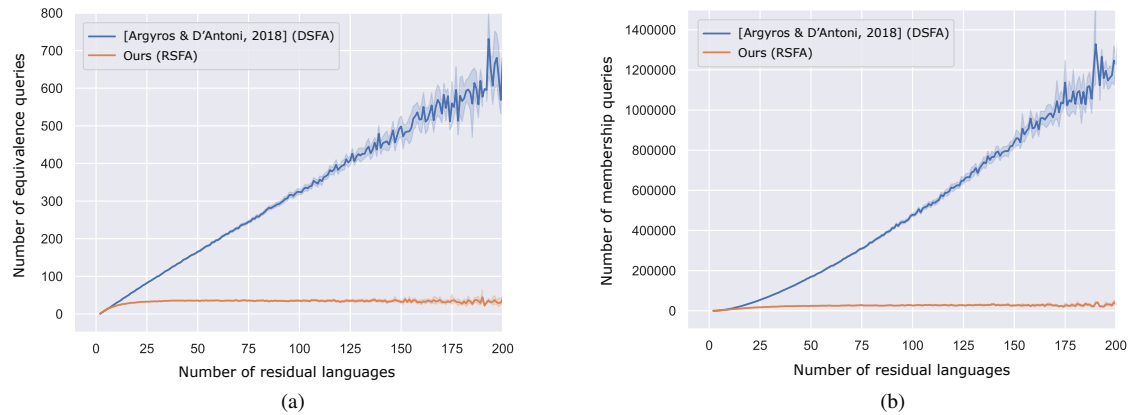 [Argyros & D'Antoni, 2018] (DSFA)
Ours (RSFA)
Number of equivalence queries
800
700
600
500
400
300
200
100
0
0 25 50 75 100 125 150 175 200
Number of residual languages
(a)
[Argyros & D'Antoni, 2018] (DSFA)
Ours (RSFA)
Number of membership queries
1400000
1200000
1000000
800000
600000
400000
200000
0
0 25 50 75 100 125 150 175 200
Number of residual languages
(b)